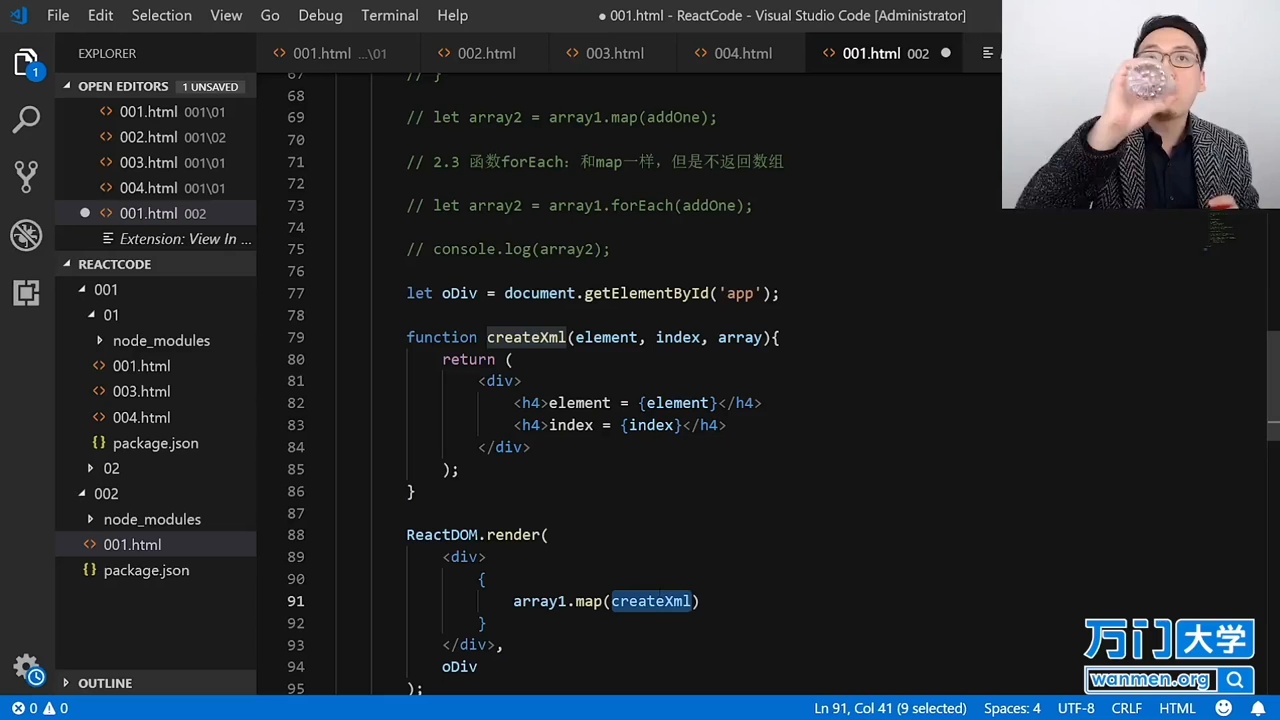 File Edit Selection View Go Debug Terminal Help
● 001.html - ReactCode - Visual Studio Code [Administrator]
EXPLORER
001.html ...\01
002.html
003.html
004.html
001.html 002
OPEN EDITORS 1 UNSAVED
001.html 001\01
002.html 001\02
003.html 001\01
004.html 001\01
001.html 002
Extension: View In ...
REACTCODE
001
01
node_modules
001.html
003.html
004.html
package.json
02
002
node_modules
001.html
package.json
OUTLINE
1
67 // }
68
69 // let array2 = array1.map(addOne);
70
71 // 2.3 函数forEach: 和map一样，但是不返回数组
72
73 // let array2 = array1.forEach(addOne);
74
75 // console.log(array2);
76
77 let oDiv = document.getElementById('app');
78
79 function createXml(element, index, array){
80 return (
81 <div>
82 <h4>element = {element}</h4>
83 <h4>index = {index}</h4>
84 </div>
85 );
86 }
87
88 ReactDOM.render(
89 <div>
90 {
91 array1.map(createXml)
92 }
93 </div>,
94 oDiv
95 );
万门大学
wanmen.org
0 0
Ln 91, Col 41 (9 selected) Spaces: 4 UTF-8 CRLF HTML